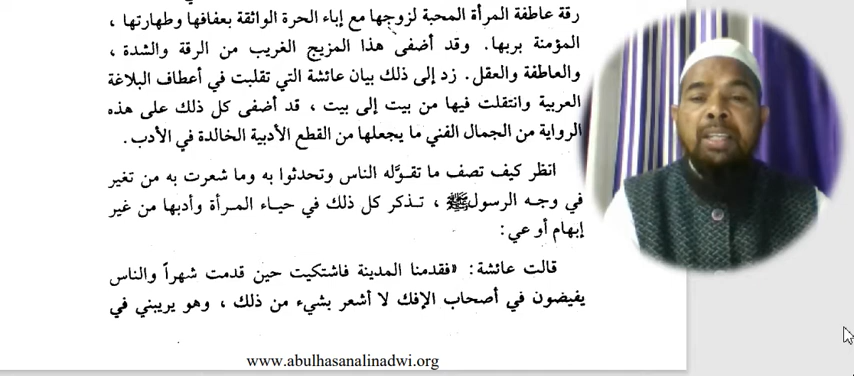 رقة عاطفة المرأة المحبة لزوجها مع إباء الحرة الواثقة بعفافها وطهارتها ،
المؤمنة بربها. وقد أضفى هذا المزيج الغريب من الرقة والشدة ،
والعاطفة والعقل. زد إلى ذلك بيان عائشة التي تقلبت في أعطاف البلاغة
العربية وانتقلت فيها من بيت إلى بيت ، قد أضفى كل ذلك على هذه
الرواية من الجمال الفني ما يجعلها من القطع الأدبية الخالدة في الأدب.
انظر كيف تصف ما تقوَّله الناس وتحدثوا به وما شعرت به من تغير
في وجه الرسول ﷺ ، تذكر كل ذلك في حياء المرأة وأدبها من غير
إبهام أو عي:
قالت عائشة: «فقدمنا المدينة فاشتكيت حين قدمت شهراً والناس
يفيضون في أصحاب الإفك لا أشعر بشيء من ذلك ، وهو يريبني في
www.abulhasanalinadwi.org